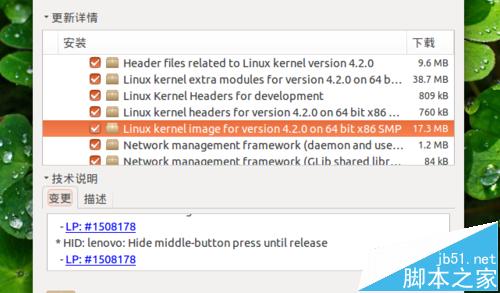 更新详情
安装 下载
Header files related to Linux kernel version 4.2.0 9.6 MB
Linux kernel extra modules for version 4.2.0 on 64 b... 38.7 MB
Linux Kernel Headers for development 809 kB
Linux kernel headers for version 4.2.0 on 64 bit x86 ... 760 kB
Linux kernel image for version 4.2.0 on 64 bit x86 SMP 17.3 MB
Network management framework (daemon and use... 1.2 MB
Network management framework (GLib shared libr... 84 kB
技术说明
变更 描述
- LP: #1508178
* HID: lenovo: Hide middle-button press until release
- LP: #1508178
jb51.net
脚本之家